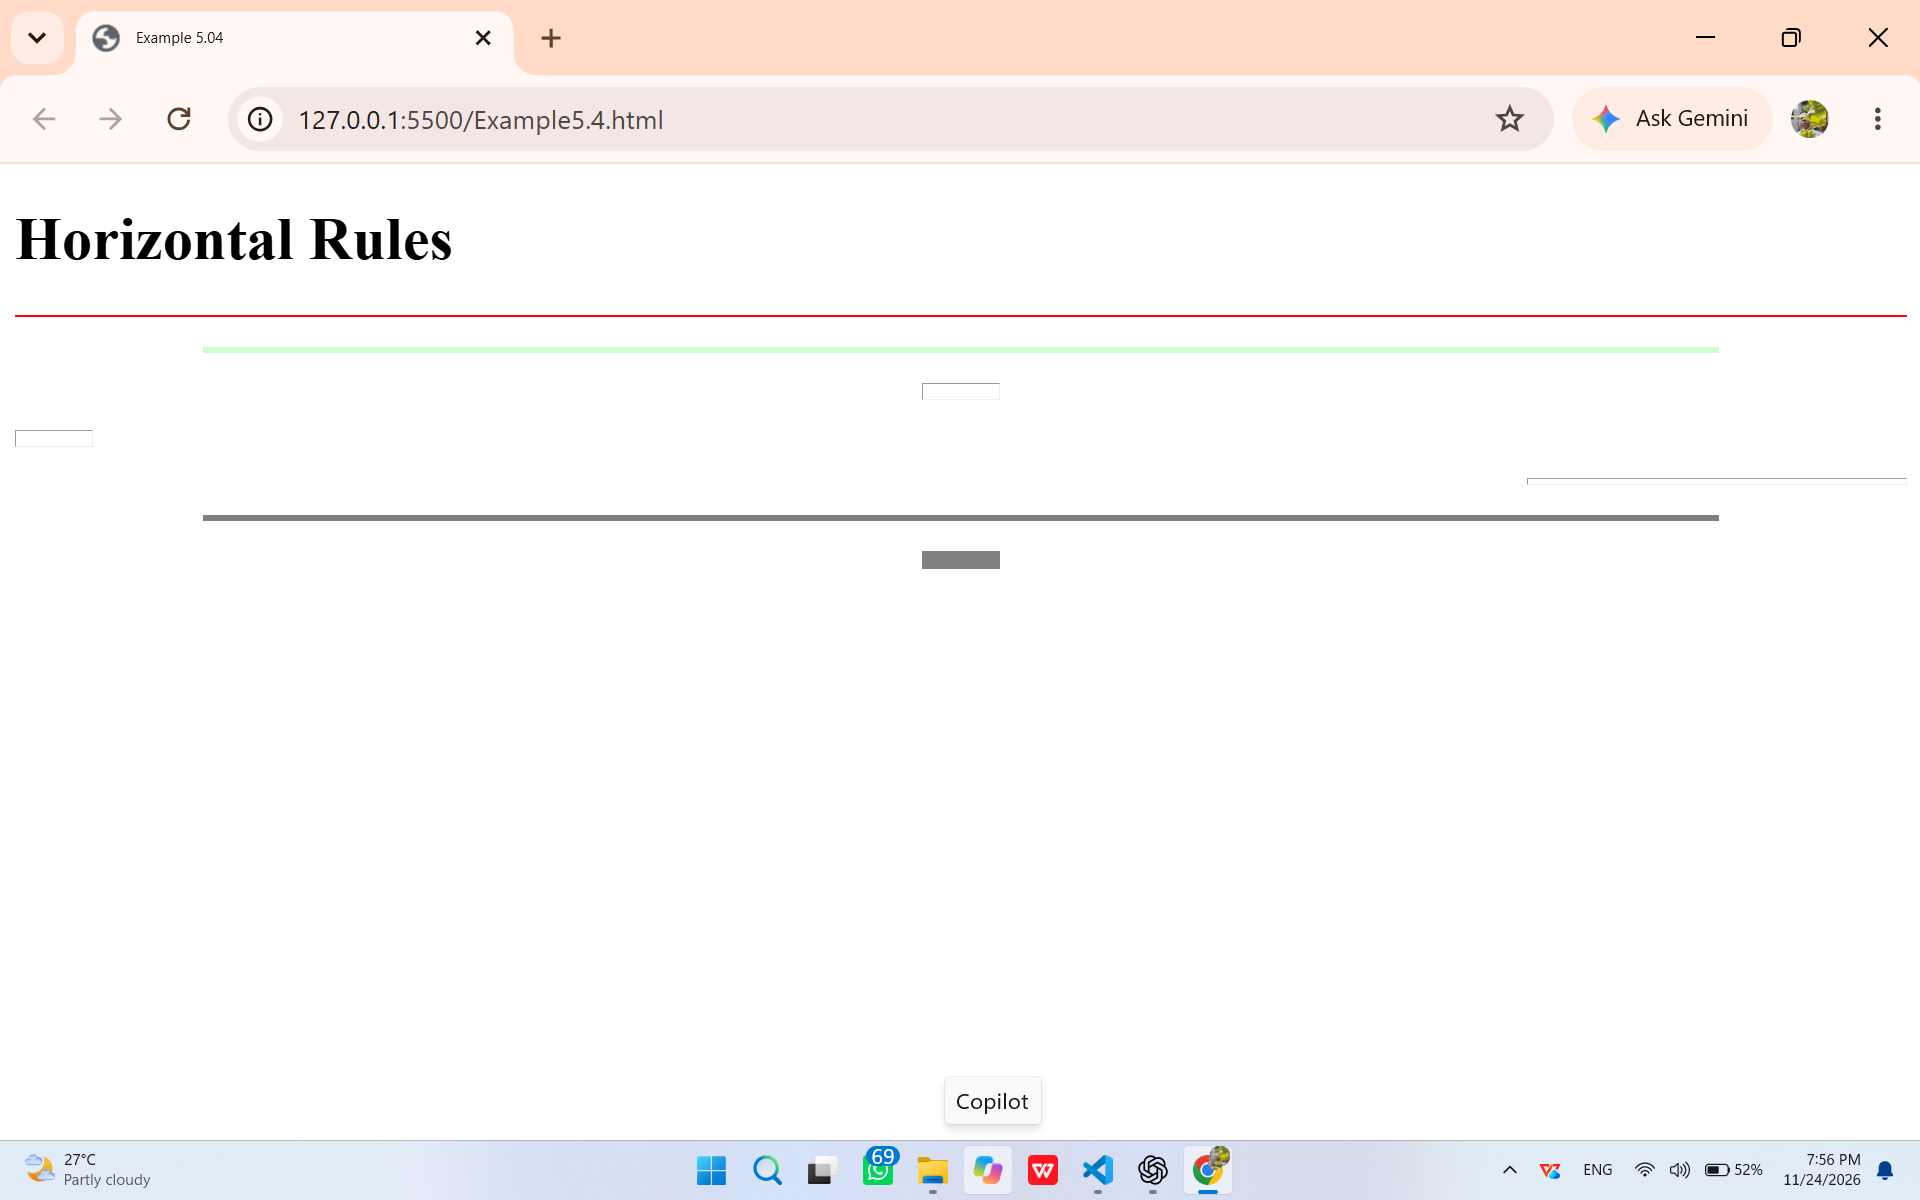 Example 5.04
127.0.0.1:5500/Example5.4.html
Ask Gemini
Horizontal Rules
Copilot
27°C
Partly cloudy
69
ENG
52%
7:56 PM
11/24/2026